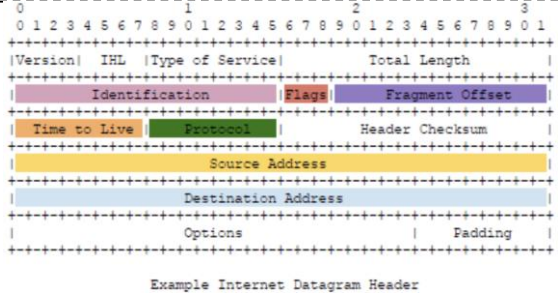 1 2 3
0 1 2 3 4 5 6 7 8 9 0 1 2 3 4 5 6 7 8 9 0 1 2 3 4 5 6 7 8 9 0 1
+-+-+-+-+-+-+-+-+-+-+-+-+-+-+-+-+-+-+-+-+-+-+-+-+-+-+-+-+-+-+-+-+
|Version| IHL |Type of Service| Total Length |
+-+-+-+-+-+-+-+-+-+-+-+-+-+-+-+-+-+-+-+-+-+-+-+-+-+-+-+-+-+-+-+-+
| Identification |Flags| Fragment Offset |
+-+-+-+-+-+-+-+-+-+-+-+-+-+-+-+-+-+-+-+-+-+-+-+-+-+-+-+-+-+-+-+-+
| Time to Live | Protocol | Header Checksum |
+-+-+-+-+-+-+-+-+-+-+-+-+-+-+-+-+-+-+-+-+-+-+-+-+-+-+-+-+-+-+-+-+
| Source Address |
+-+-+-+-+-+-+-+-+-+-+-+-+-+-+-+-+-+-+-+-+-+-+-+-+-+-+-+-+-+-+-+-+
| Destination Address |
+-+-+-+-+-+-+-+-+-+-+-+-+-+-+-+-+-+-+-+-+-+-+-+-+-+-+-+-+-+-+-+-+
| Options | Padding |
+-+-+-+-+-+-+-+-+-+-+-+-+-+-+-+-+-+-+-+-+-+-+-+-+-+-+-+-+-+-+-+-+
Example Internet Datagram Header